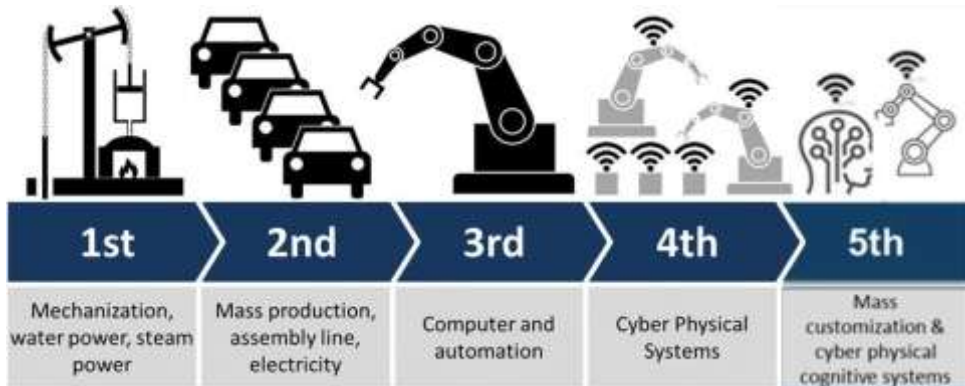 1st
2nd
3rd
4th
5th
Mechanization,
water power, steam
power
Mass production,
assembly line,
electricity
Computer and
automation
Cyber Physical
Systems
Mass
customization &
cyber physical
cognitive systems